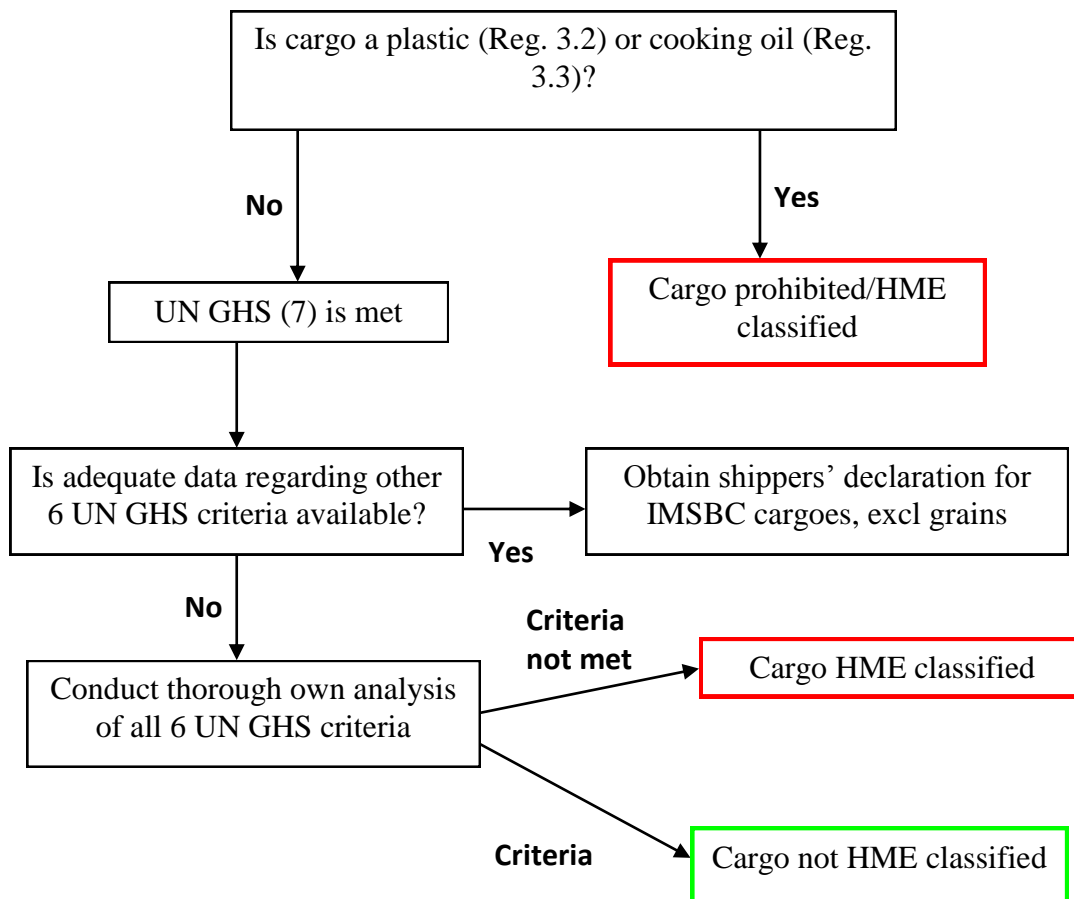 Is cargo a plastic (Reg. 3.2) or cooking oil (Reg.
3.3)?
No
Yes
UN GHS (7) is met
Cargo prohibited/HME
classified
Is adequate data regarding other
6 UN GHS criteria available?
Obtain shippers’ declaration for
IMSBC cargoes, excl grains
Yes
No
Criteria
not met
Conduct thorough own analysis
of all 6 UN GHS criteria
Cargo HME classified
Criteria
Cargo not HME classified